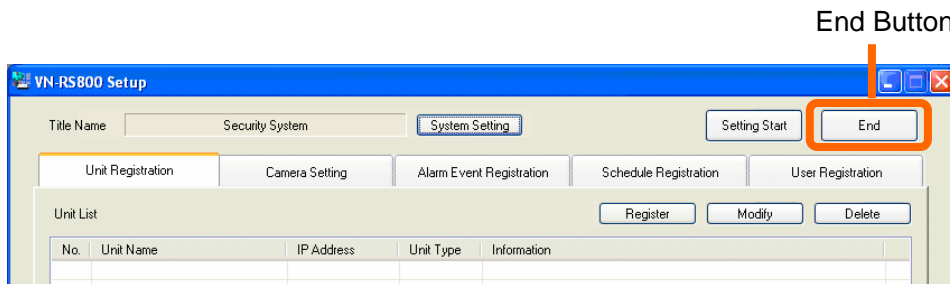 End Button
VN-RS800 Setup
Title Name Security System System Setting Setting Start End
Unit Registration Camera Setting Alarm Event Registration Schedule Registration User Registration
Unit List Register Modify Delete
No. Unit Name IP Address Unit Type Information